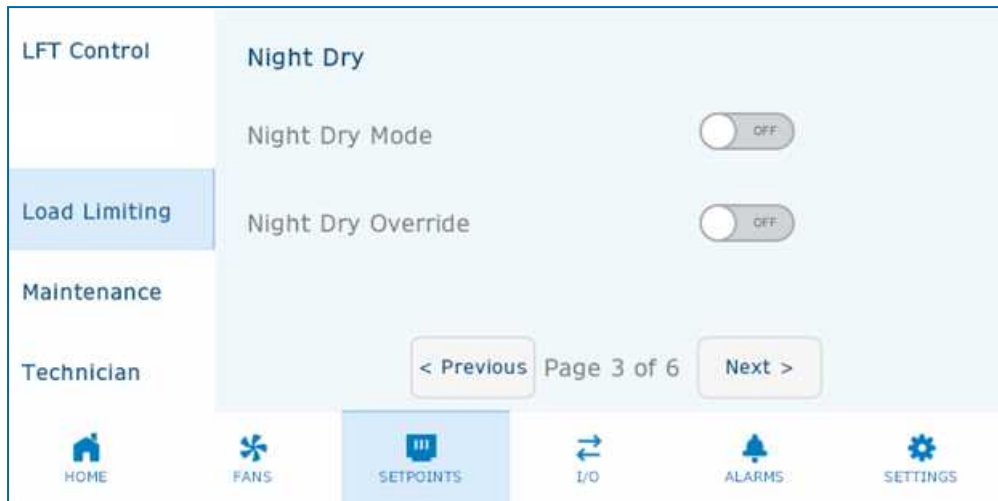 LFT Control
Load Limiting
Maintenance
Technician
Night Dry
Night Dry Mode OFF
Night Dry Override OFF
< Previous Page 3 of 6 Next >
HOME FANS SETPOINTS I/O ALARMS SETTINGS